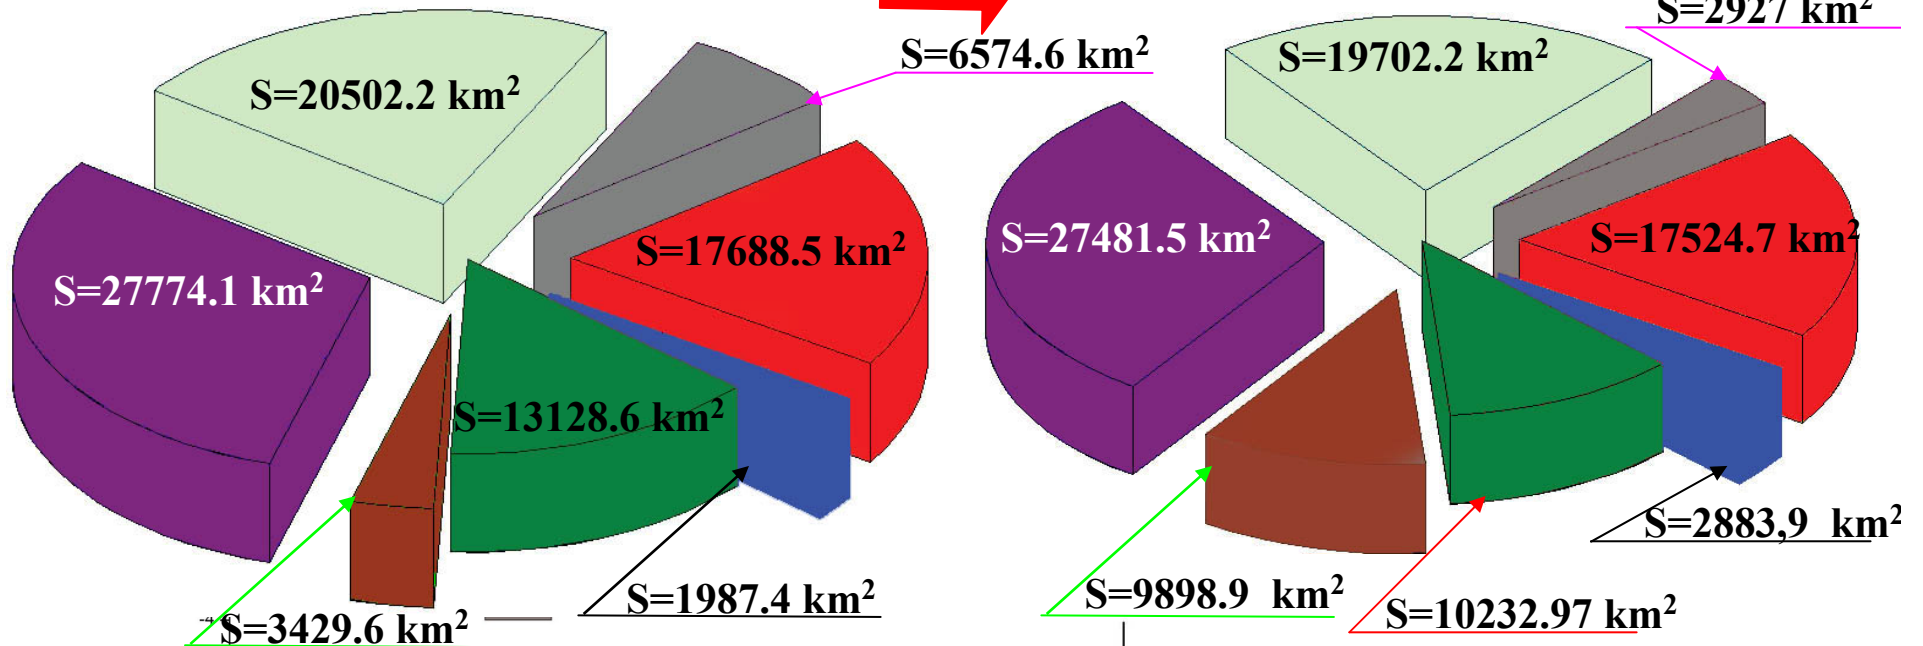 S=2927 km²
S=6574.6 km²
S=20502.2 km²
S=19702.2 km²
S=17688.5 km²
S=27481.5 km²
S=17524.7 km²
S=27774.1 km²
S=13128.6 km²
S=2883,9 km²
S=1987.4 km²
S=9898.9 km²
S=10232.97 km²
S=3429.6 km²